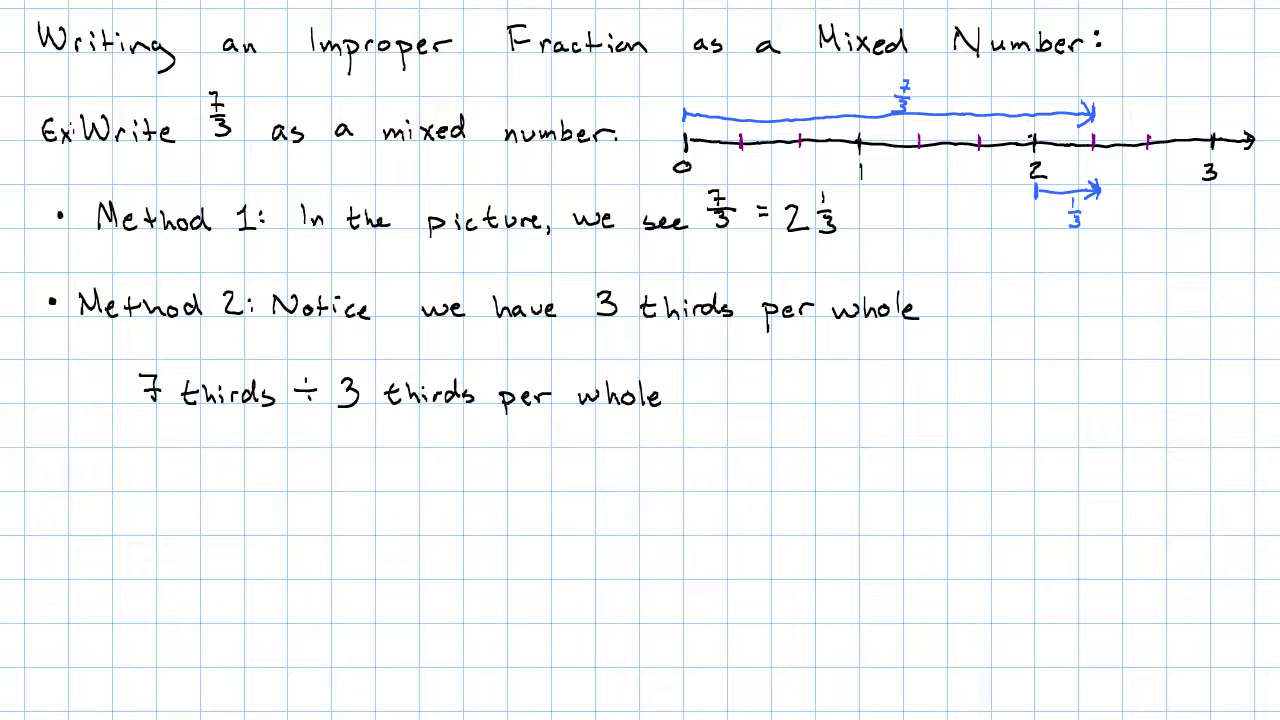 Writing an Improper Fraction as a Mixed Number:
7/3
Ex: Write 7/3 as a mixed number.
0 1 2 3
1/3
• Method 1: In the picture, we see 7/3 = 2 1/3
• Method 2: Notice we have 3 thirds per whole
7 thirds ÷ 3 thirds per whole